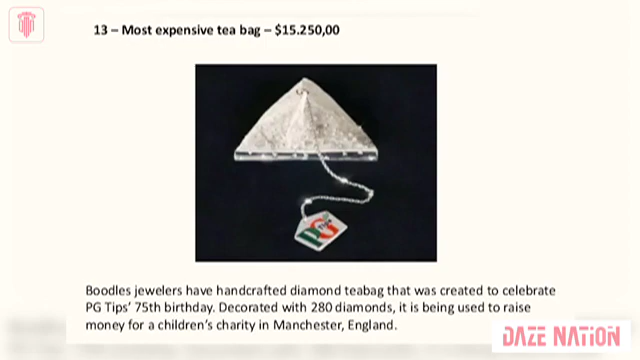 13 – Most expensive tea bag – $15.250,00
PG
Boodles jewelers have handcrafted diamond teabag that was created to celebrate
PG Tips’ 75th birthday. Decorated with 280 diamonds, it is being used to raise
money for a children’s charity in Manchester, England.
DAZE NATION